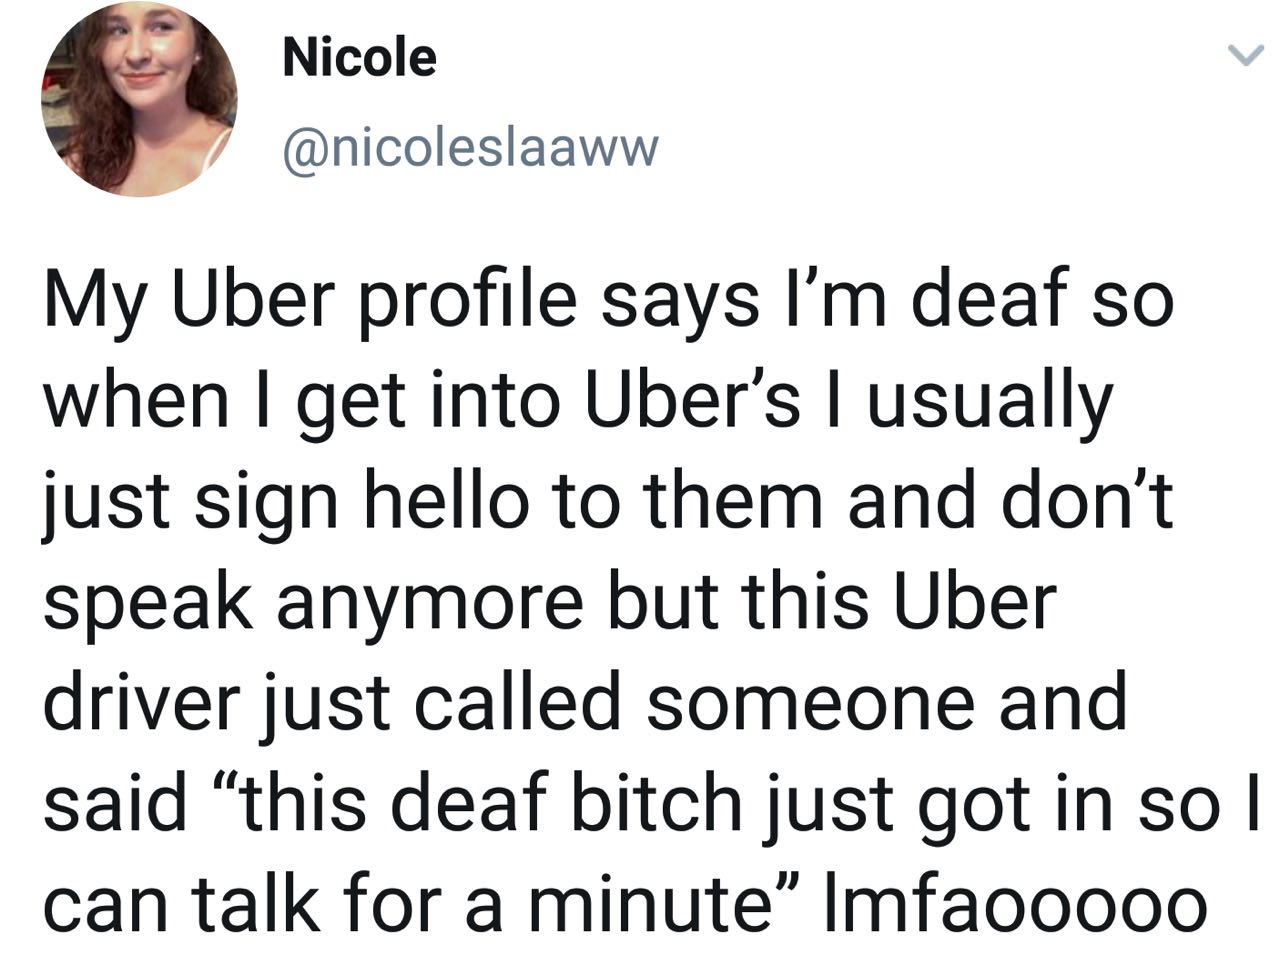 Nicole
@nicoleslaaww
My Uber profile says I’m deaf so
when I get into Uber’s I usually
just sign hello to them and don’t
speak anymore but this Uber
driver just called someone and
said “this deaf bitch just got in so I
can talk for a minute” lmfaooooo